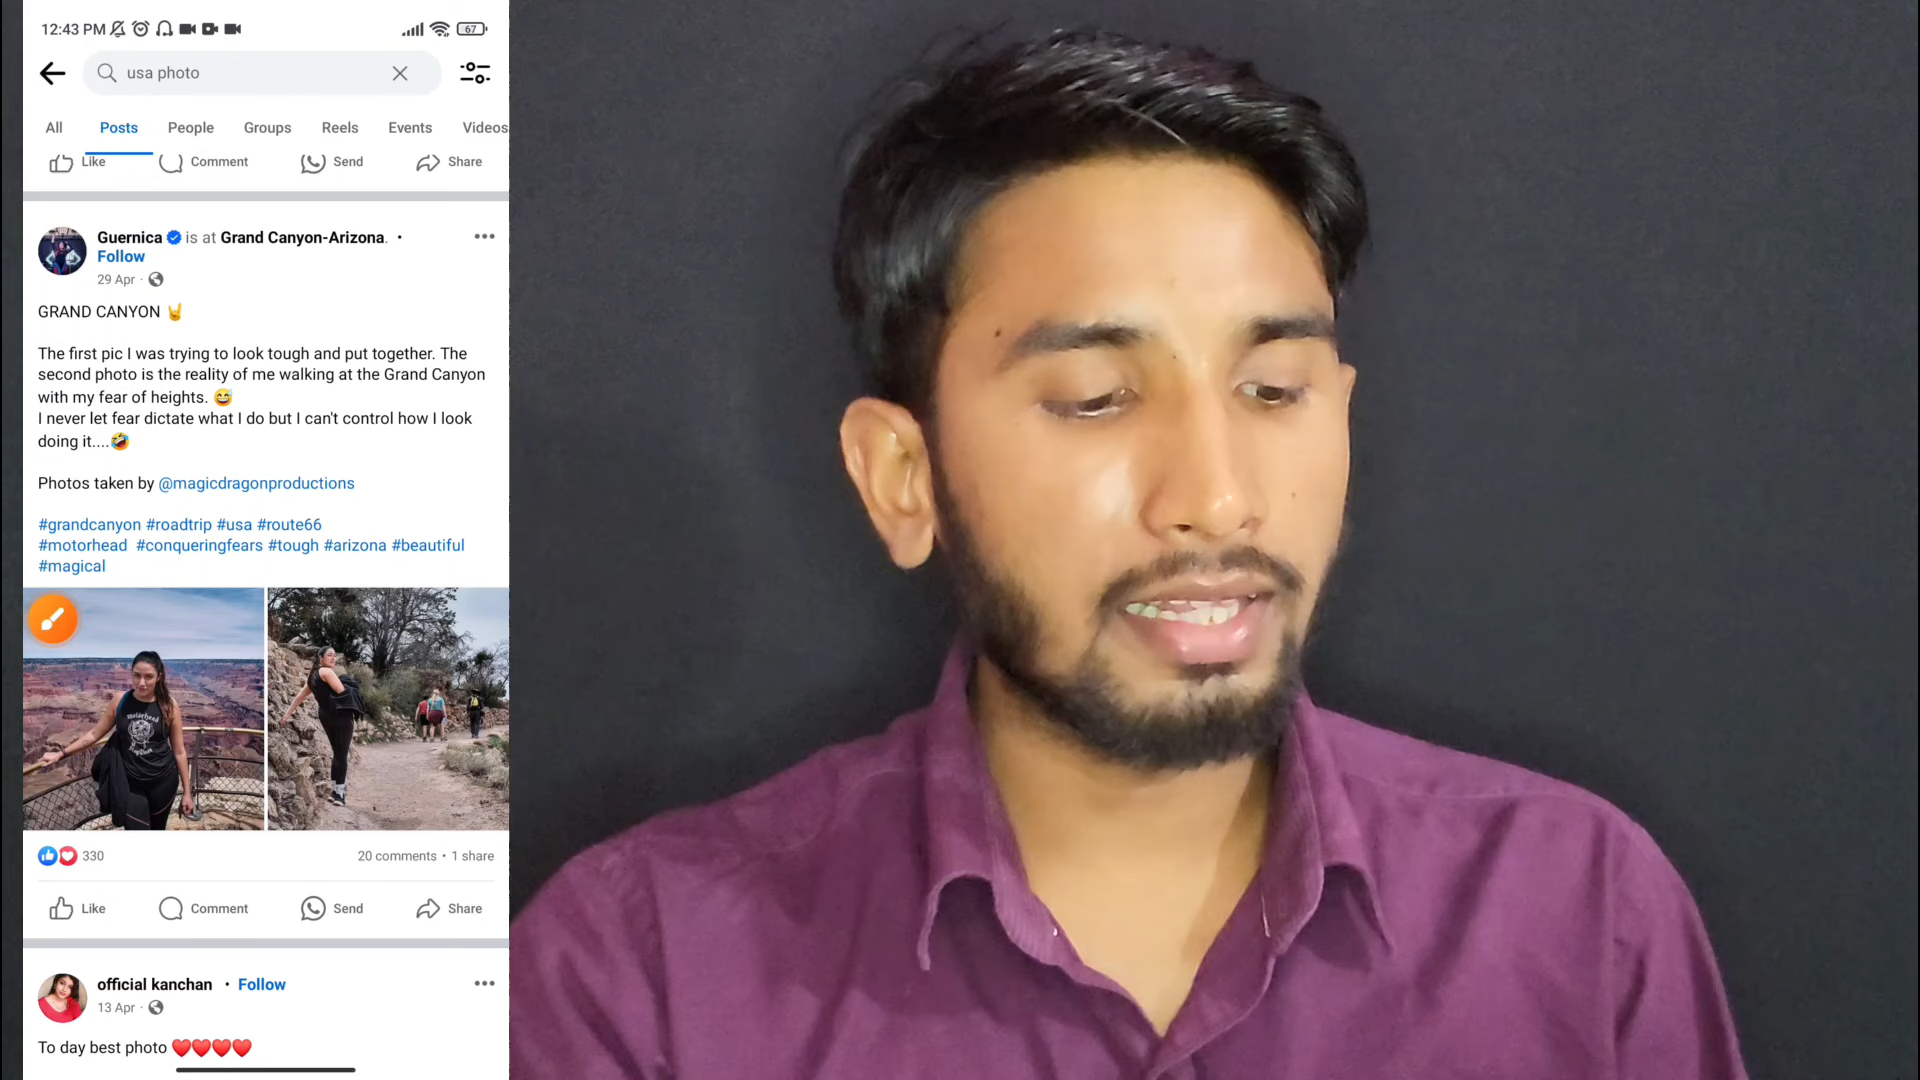 12:43 PM
67
usa photo
All Posts People Groups Reels Events Videos
Like Comment Send Share
Guernica is at Grand Canyon-Arizona. •
Follow
29 Apr ·
GRAND CANYON 🤘
The first pic I was trying to look tough and put together. The
second photo is the reality of me walking at the Grand Canyon
with my fear of heights. 😅
I never let fear dictate what I do but I can't control how I look
doing it....🤣
Photos taken by @magicdragonproductions
#grandcanyon #roadtrip #usa #route66
#motorhead #conqueringfears #tough #arizona #beautiful
#magical
Motörhead
330
20 comments • 1 share
Like Comment Send Share
official kanchan • Follow
13 Apr ·
To day best photo ❤️❤️❤️❤️